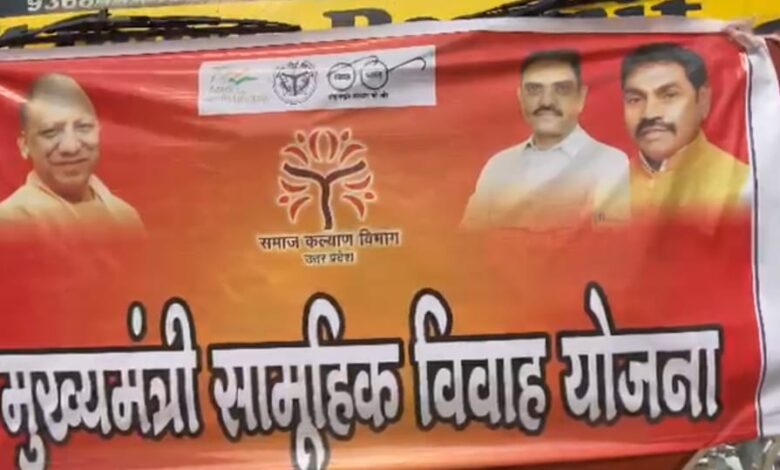 समाज कल्याण विभाग
उत्तर प्रदेश
मुख्यमंत्री सामूहिक विवाह योजना